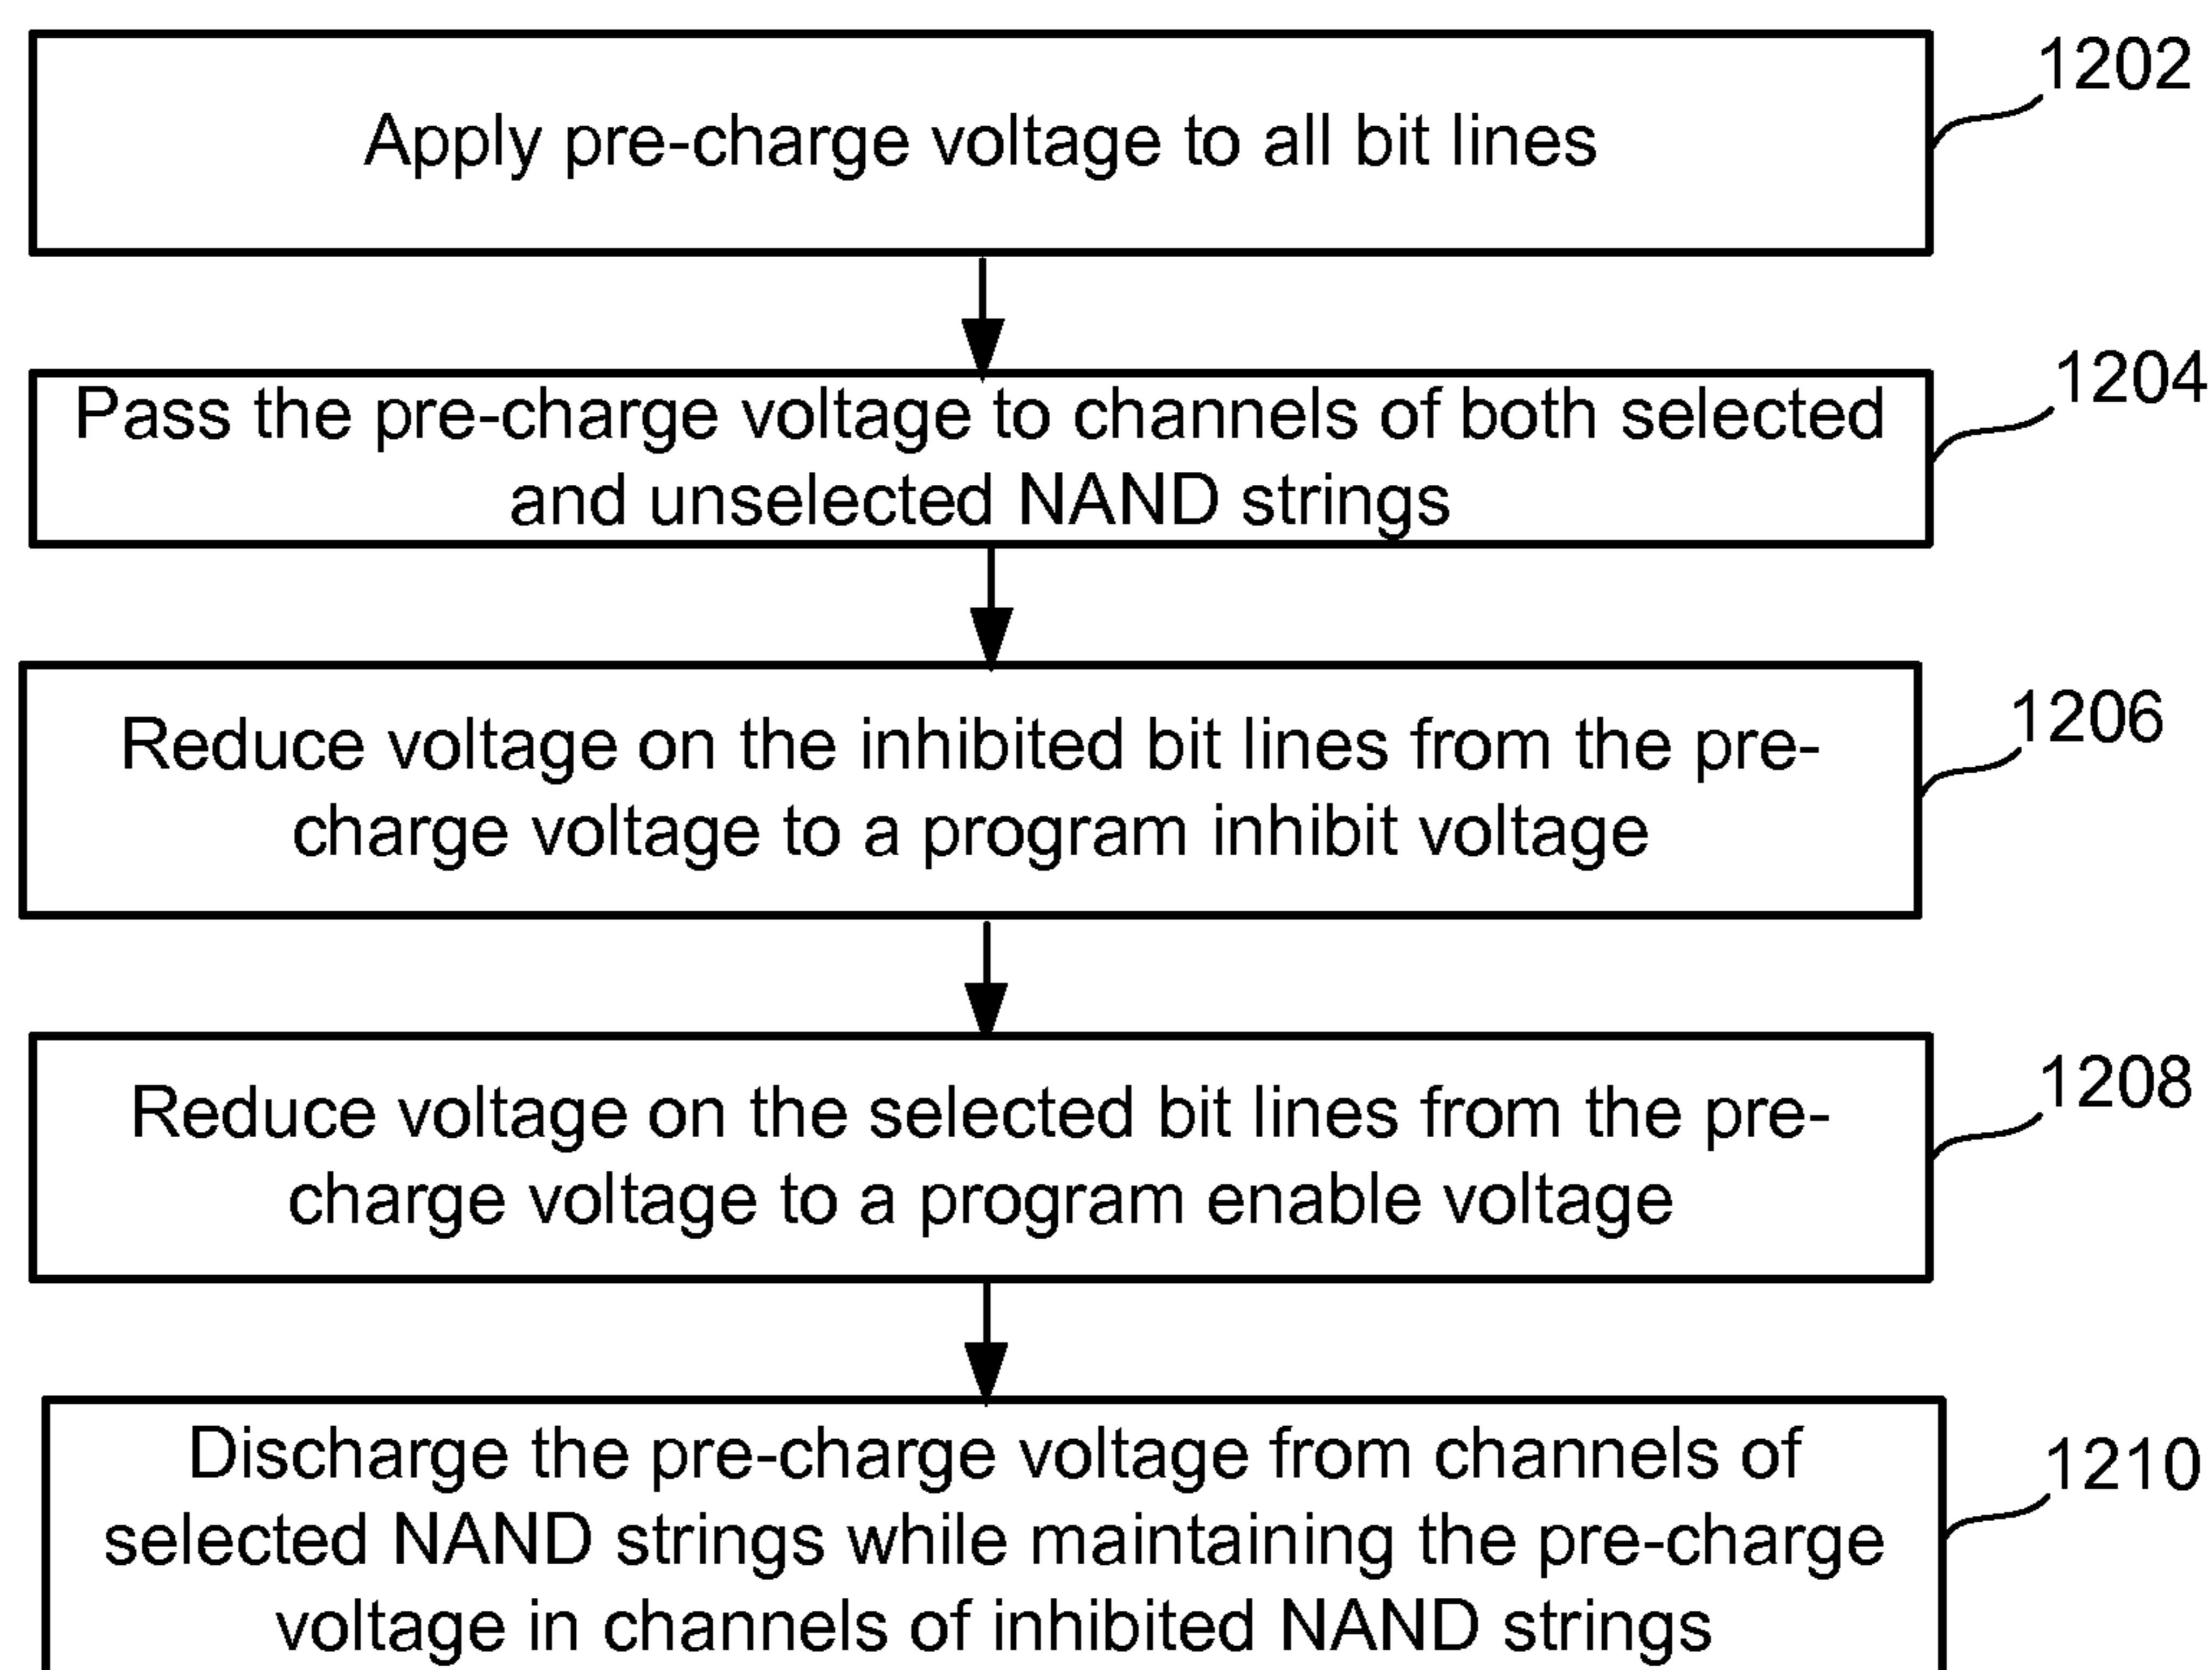 1202
Apply pre-charge voltage to all bit lines
1204
Pass the pre-charge voltage to channels of both selected
and unselected NAND strings
1206
Reduce voltage on the inhibited bit lines from the pre-
charge voltage to a program inhibit voltage
1208
Reduce voltage on the selected bit lines from the pre-
charge voltage to a program enable voltage
1210
Discharge the pre-charge voltage from channels of
selected NAND strings while maintaining the pre-charge
voltage in channels of inhibited NAND strings